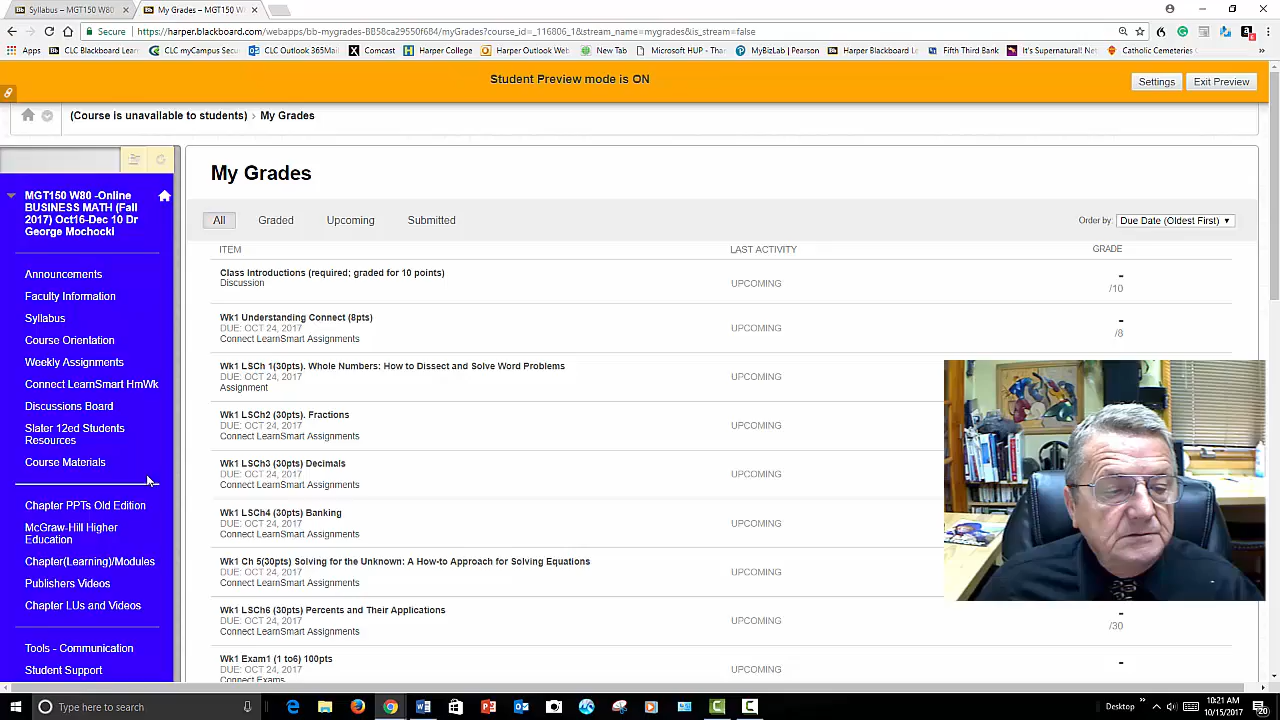 Syllabus – MGT150 W80
My Grades – MGT150 W
Secure
https://harper.blackboard.com/webapps/bb-mygrades-BB58ca29550f684/myGrades?course_id=_116806_1&stream_name=mygrades&is_stream=false
Apps
CLC Blackboard Lear
CLC myCampus Secur
CLC Outlook 365Mail
Comcast
Harper College
Harper Outlook Web
New Tab
Microsoft HUP - Thar
MyBizLab | Pearson
Harper Blackboard Le
Fifth Third Bank
It's Supernatural! Net
Catholic Cemeteries
Student Preview mode is ON
Settings
Exit Preview
(Course is unavailable to students) > My Grades
MGT150 W80 -Online
BUSINESS MATH (Fall
2017) Oct16-Dec 10 Dr
George Mochocki
Announcements
Faculty Information
Syllabus
Course Orientation
Weekly Assignments
Connect LearnSmart HmWk
Discussions Board
Slater 12ed Students
Resources
Course Materials
Chapter PPTs Old Edition
McGraw-Hill Higher
Education
Chapter(Learning)/Modules
Publishers Videos
Chapter LUs and Videos
Tools - Communication
Student Support
My Grades
All
Graded
Upcoming
Submitted
Order by: Due Date (Oldest First)
ITEM
LAST ACTIVITY
GRADE
Class Introductions (required; graded for 10 points)
Discussion
UPCOMING
-
/10
Wk1 Understanding Connect (8pts)
DUE: OCT 24, 2017
Connect LearnSmart Assignments
UPCOMING
-
/8
Wk1 LSCh 1(30pts). Whole Numbers: How to Dissect and Solve Word Problems
DUE: OCT 24, 2017
Assignment
UPCOMING
Wk1 LSCh2 (30pts). Fractions
DUE: OCT 24, 2017
Connect LearnSmart Assignments
UPCOMING
Wk1 LSCh3 (30pts) Decimals
DUE: OCT 24, 2017
Connect LearnSmart Assignments
UPCOMING
Wk1 LSCh4 (30pts) Banking
DUE: OCT 24, 2017
Connect LearnSmart Assignments
UPCOMING
Wk1 Ch 5(30pts) Solving for the Unknown: A How-to Approach for Solving Equations
DUE: OCT 24, 2017
Connect LearnSmart Assignments
UPCOMING
Wk1 LSCh6 (30pts) Percents and Their Applications
DUE: OCT 24, 2017
Connect LearnSmart Assignments
UPCOMING
-
/30
Wk1 Exam1 (1 to6) 100pts
DUE: OCT 24, 2017
Connect Exams
UPCOMING
-
Type here to search
Desktop
10:21 AM
10/15/2017
20